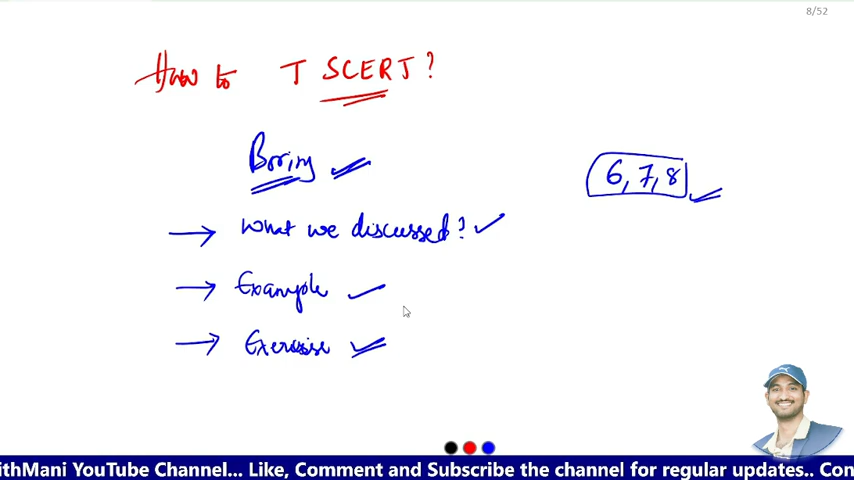 8/52
How to T SCERT?
Boring
6, 7, 8
→ What we discussed?
→ Example
→ Exercise
ithMani YouTube Channel... Like, Comment and Subscribe the channel for regular updates.. Con